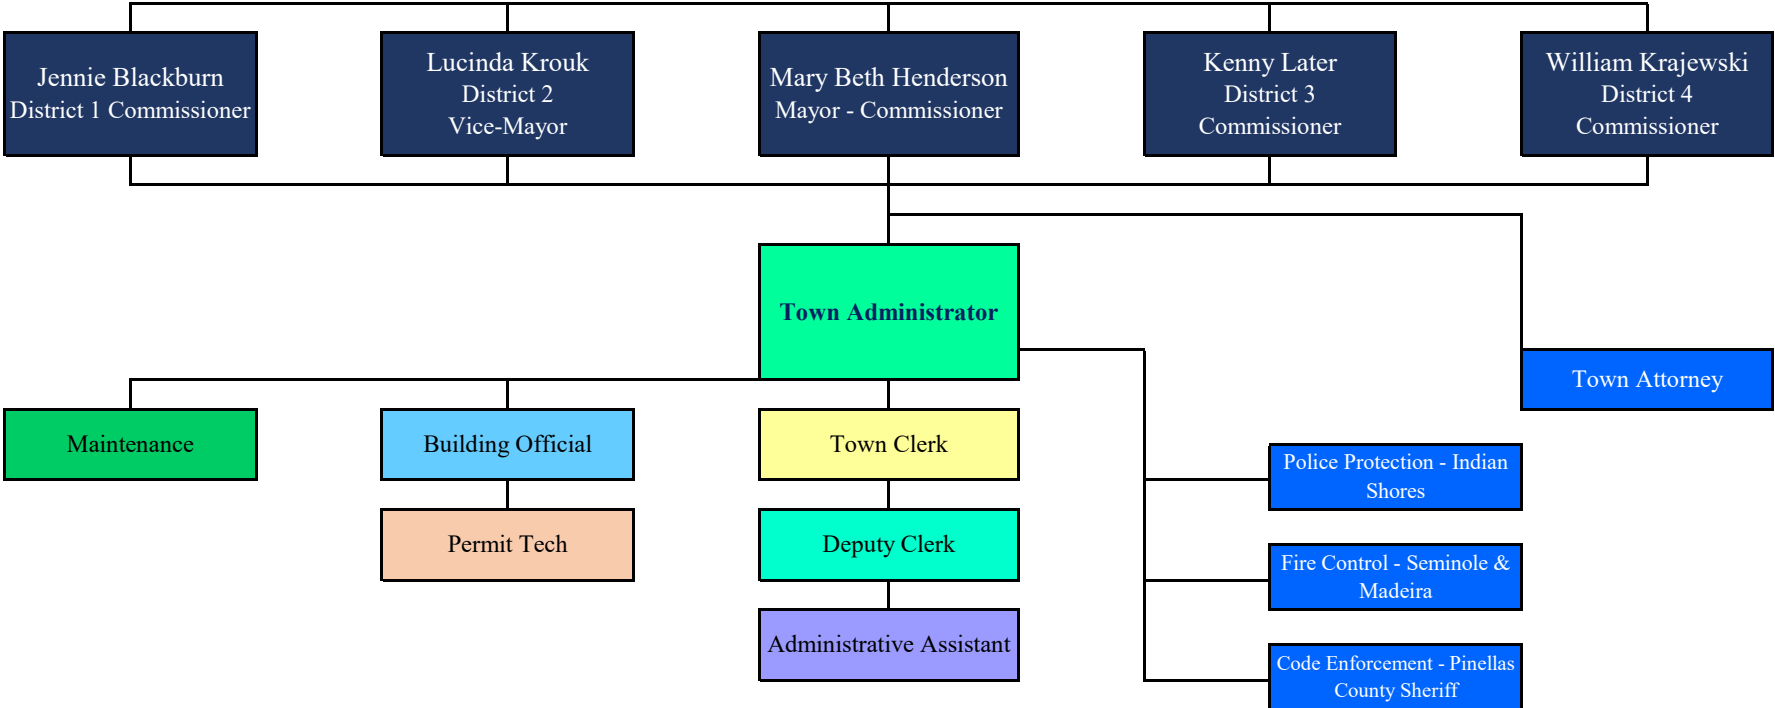 Jennie Blackburn
District 1 Commissioner
Lucinda Krouk
District 2
Vice-Mayor
Mary Beth Henderson
Mayor - Commissioner
Kenny Later
District 3
Commissioner
William Krajewski
District 4
Commissioner
Town Administrator
Town Attorney
Maintenance
Building Official
Town Clerk
Police Protection - Indian
Shores
Permit Tech
Deputy Clerk
Fire Control - Seminole &
Madeira
Administrative Assistant
Code Enforcement - Pinellas
County Sheriff